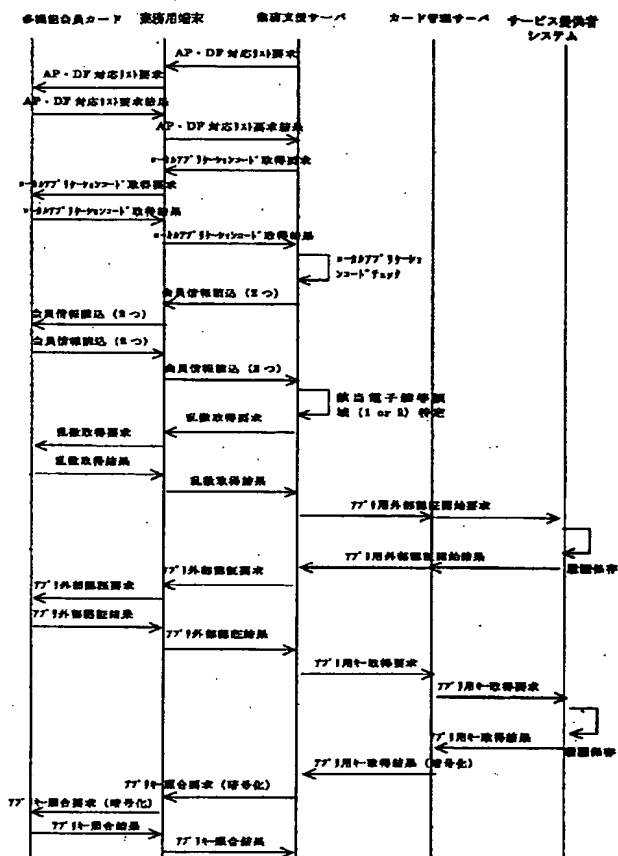 多機能会員カード 業務用端末 業務支援サーバ カード管理サーバ サービス提供者
システム
AP・DF 対応リスト要求
AP・DF 対応リスト要求結果
AP・DF 対応リスト要求結果
ローカルアプリケーションコード取得要求
ローカルアプリケーションコード取得要求
ローカルアプリケーションコード取得結果
ローカルアプリケーションコード取得結果
ローカルアプリケーション
コードチェック
会員情報読込 (2つ)
会員情報読込 (2つ)
会員情報読込 (2つ)
会員情報読込 (2つ)
該当電子
域 (1 or 2) 特定
乱数取得要求
乱数取得要求
乱数取得結果
乱数取得結果
アプリ用外部認証開始要求
アプリ用外部認証開始結果
履歴保存
アプリ外部認証要求
アプリ外部認証要求
アプリ外部認証結果
アプリ外部認証結果
アプリ用キー取得要求
アプリ用キー取得要求
アプリ用キー取得結果
履歴保存
アプリ用キー取得結果 (暗号化)
アプリキー照合要求 (暗号化)
アプリキー照合要求 (暗号化)
アプリキー照合結果
アプリキー照合結果